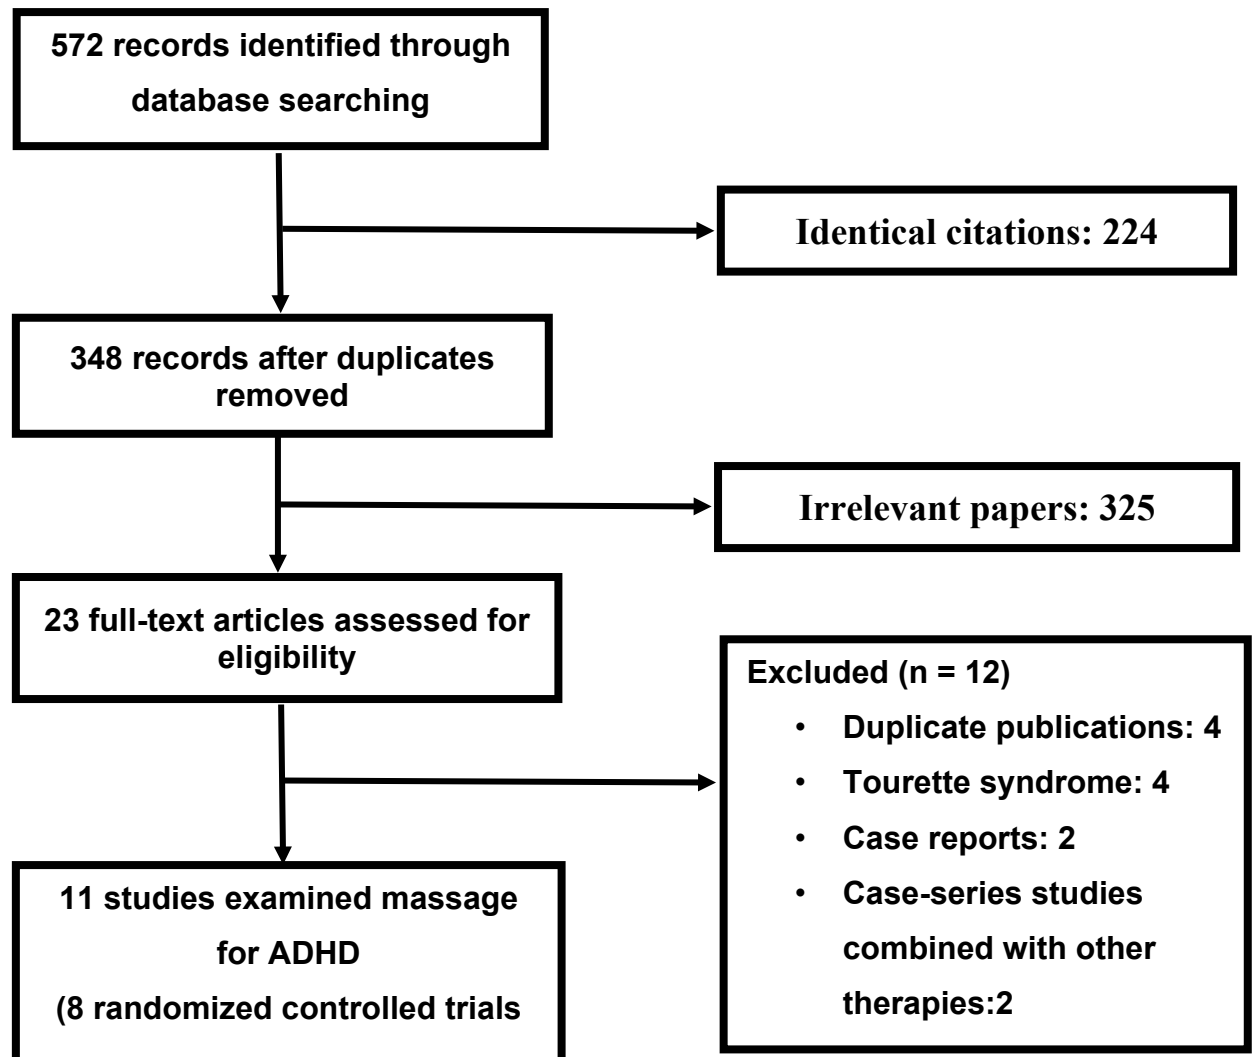 572 records identified through
database searching
Identical citations: 224
348 records after duplicates
removed
Irrelevant papers: 325
23 full-text articles assessed for
eligibility
Excluded (n = 12)
• Duplicate publications: 4
• Tourette syndrome: 4
• Case reports: 2
• Case-series studies
combined with other
therapies:2
11 studies examined massage
for ADHD
(8 randomized controlled trials